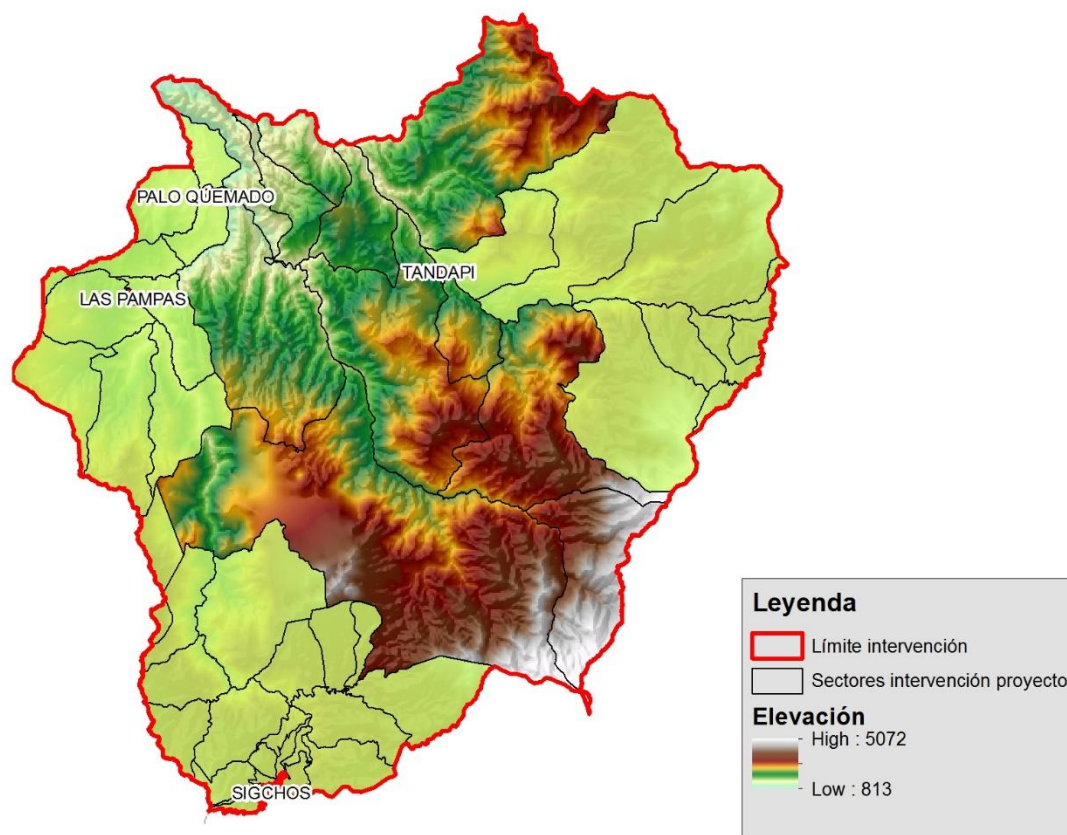 PALO QUEMADO
TANDAPI
LAS PAMPAS
SIGCHOS
Leyenda
Límite intervención
Sectores intervención proyecto
Elevación
High : 5072
Low : 813